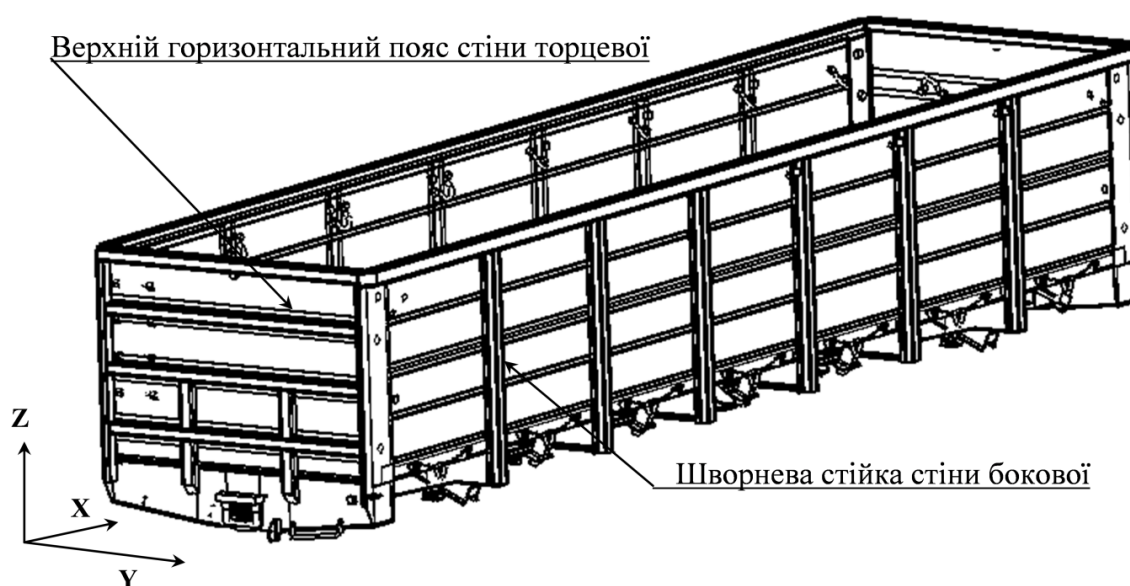 Верхній горизонтальний пояс стіни торцевої
Z
X
Y
Шворнева стійка стіни бокової